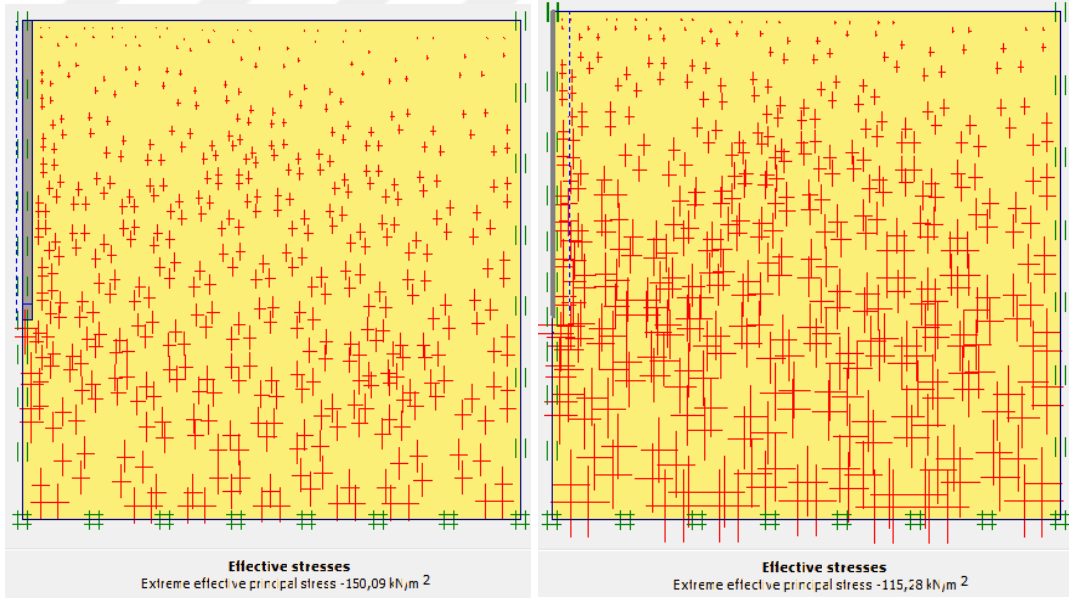 Effective stresses
Extreme effective principal stress -150,09 kN/m 2
Effective stresses
Extreme effective principal stress -115,28 kN/m 2